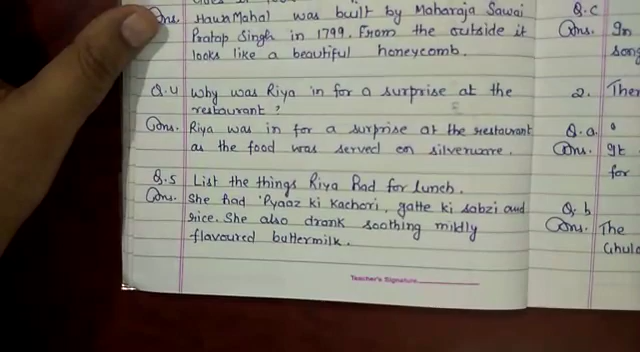 Ans. Hawa Mahal was built by Maharaja Sawai
Pratap Singh in 1799. From the outside it
looks like a beautiful honeycomb.
Q.4 Why was Riya in for a surprise at the
restaurant?
Ans. Riya was in for a surprise at the restaurant
as the food was served on silverware.
Q.5 List the things Riya had for lunch.
Ans. She had 'Pyaaz ki Kachori, gatte ki sabzi and
rice. She also drank soothing mildly
flavoured buttermilk.
Teacher's Signature
Q.C
Ans. In
song
2. Ther
Q.a.
Ans. It
for
Q.b
Ans. The
Ghula